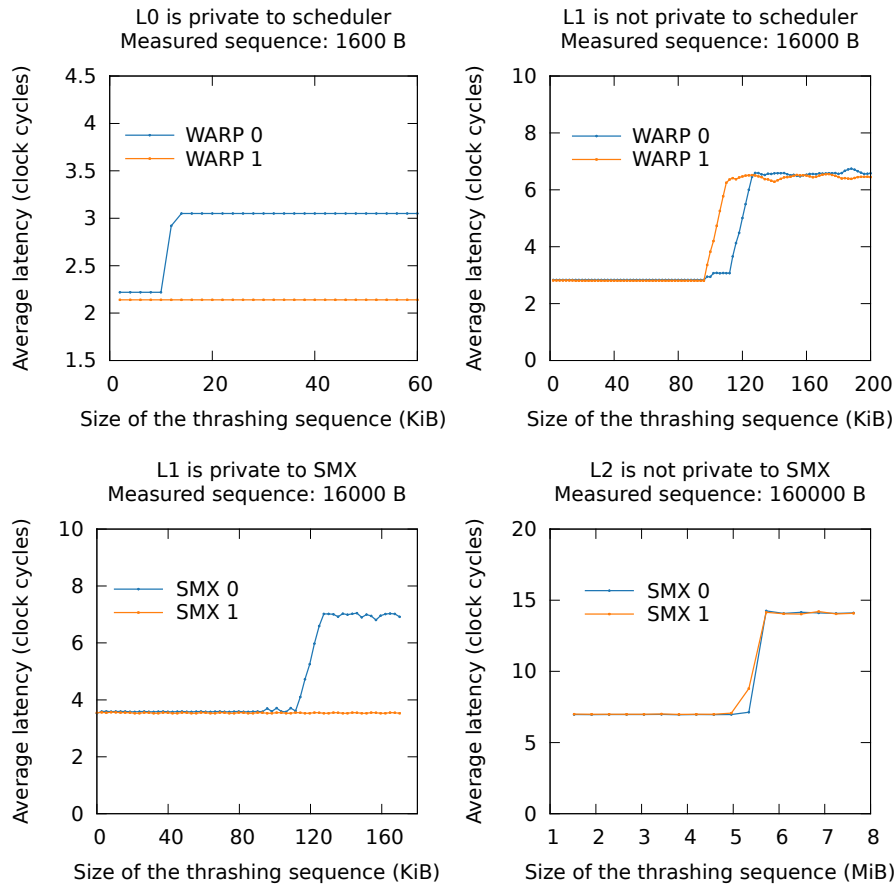 L0 is private to scheduler
Measured sequence: 1600 B
4.5
4
3.5
3
2.5
2
1.5
Average latency (clock cycles)
WARP 0
WARP 1
0
20
40
60
Size of the thrashing sequence (KiB)
L1 is not private to scheduler
Measured sequence: 16000 B
10
8
6
4
2
0
Average latency (clock cycles)
WARP 0
WARP 1
0
40
80
120
160
200
Size of the thrashing sequence (KiB)
L1 is private to SMX
Measured sequence: 16000 B
10
8
6
4
2
0
Average latency (clock cycles)
SMX 0
SMX 1
0
40
80
120
160
Size of the thrashing sequence (KiB)
L2 is not private to SMX
Measured sequence: 160000 B
20
15
10
5
0
Average latency (clock cycles)
SMX 0
SMX 1
1
2
3
4
5
6
7
8
Size of the thrashing sequence (MiB)